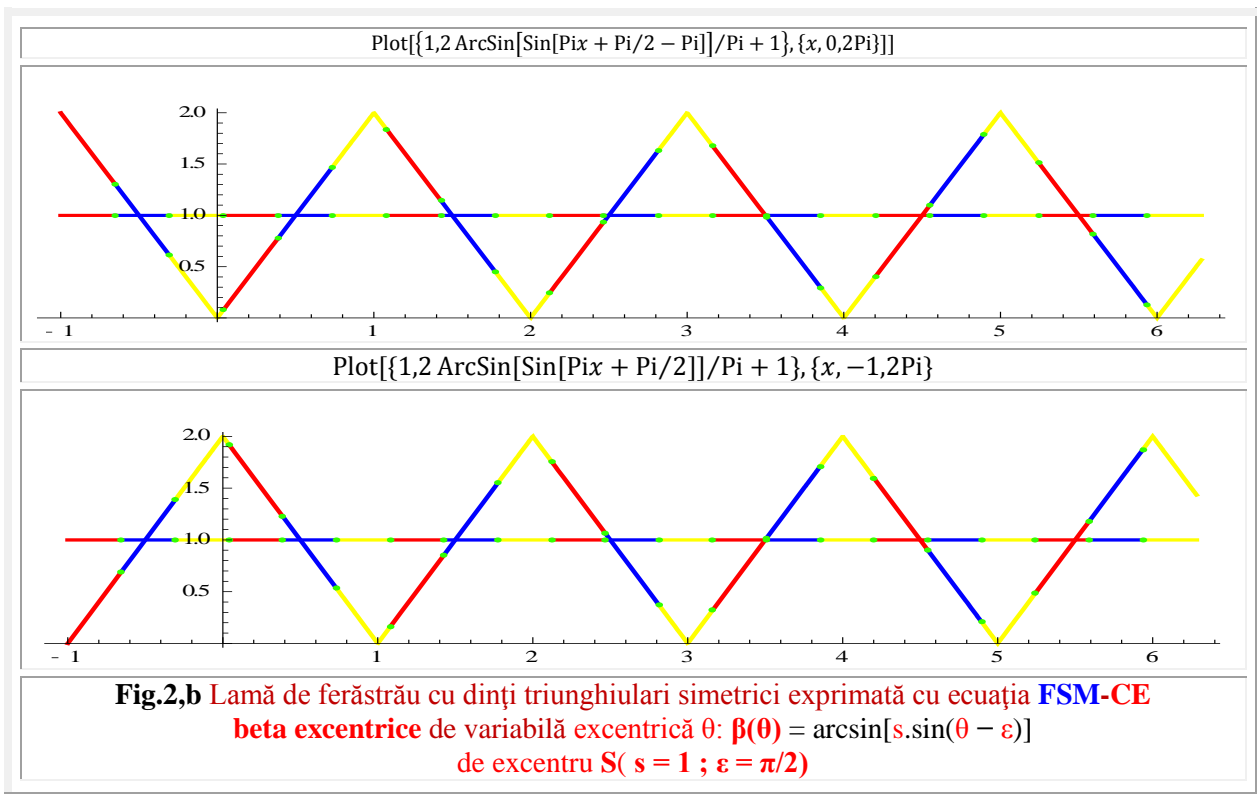 Plot[{1,2 ArcSin[Sin[Pix + Pi/2 − Pi]]/Pi + 1}, {x, 0,2Pi}]]
2.0
1.5
1.0
0.5
- 1 1 2 3 4 5 6
Plot[{1,2 ArcSin[Sin[Pix + Pi/2]]/Pi + 1}, {x, −1,2Pi}
2.0
1.5
1.0
0.5
- 1 1 2 3 4 5 6
Fig.2,b Lamă de ferăstrău cu dinţi triunghiulari simetrici exprimată cu ecuaţia FSM-CE
beta excentrice de variabilă excentrică θ: β(θ) = arcsin[s.sin(θ − ε)]
de excentru S( s = 1 ; ε = π/2)